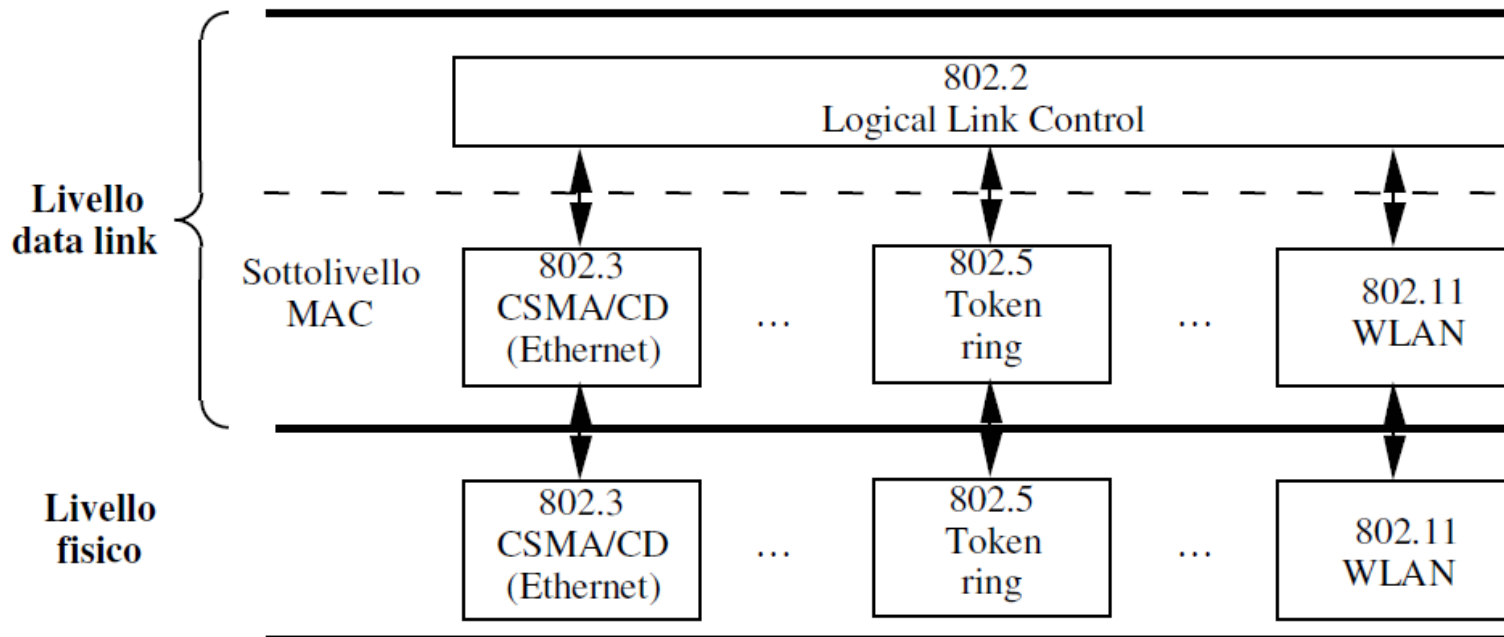 802.2
Logical Link Control
Livello
data link
Sottolivello
MAC
802.3
CSMA/CD
(Ethernet)
...
802.5
Token
ring
...
802.11
WLAN
Livello
fisico
802.3
CSMA/CD
(Ethernet)
...
802.5
Token
ring
...
802.11
WLAN